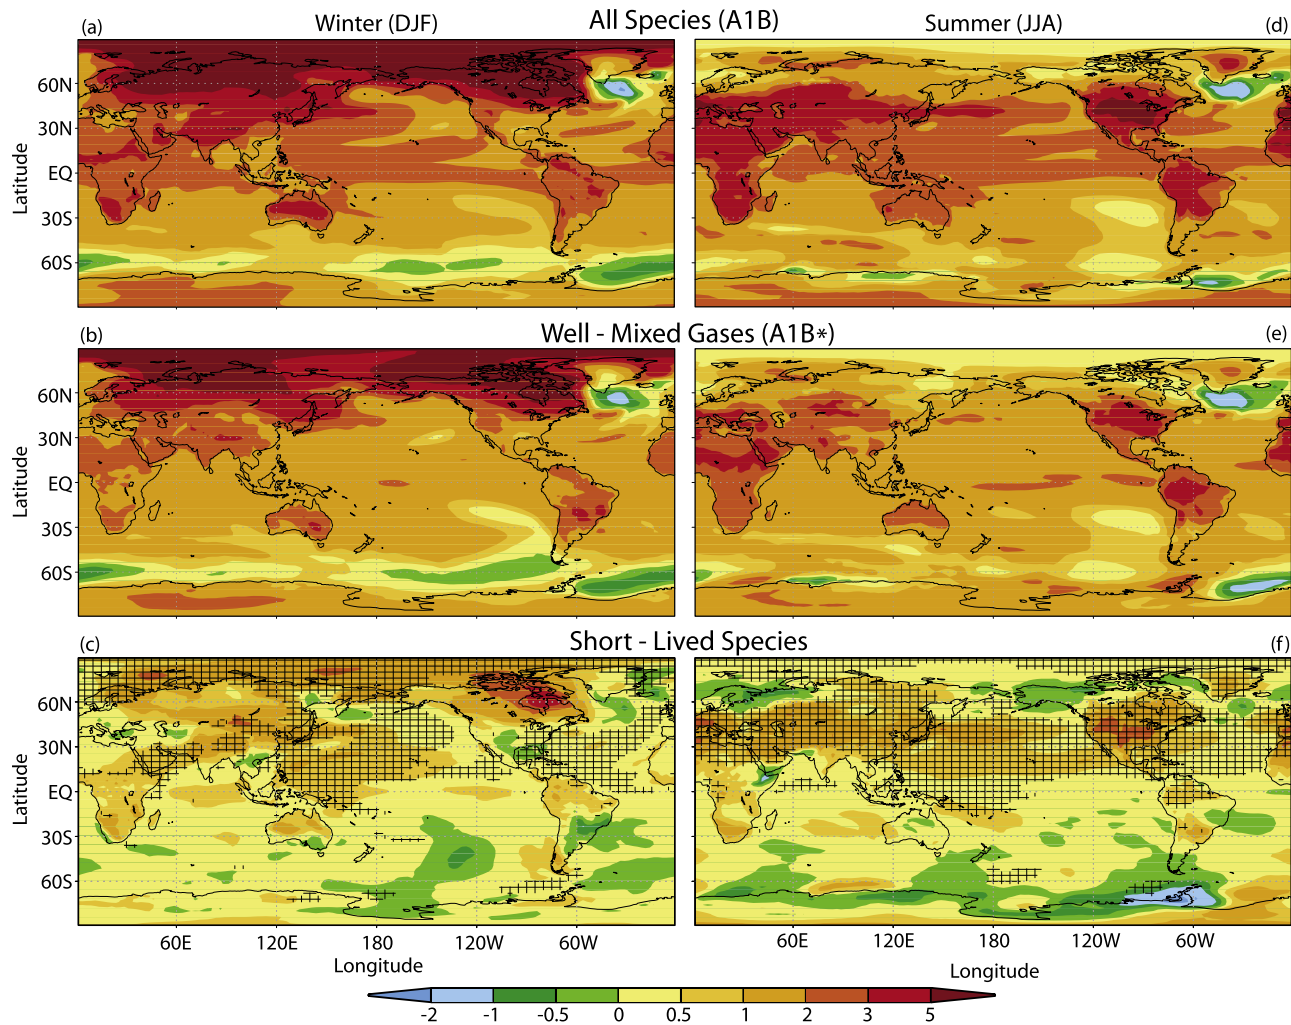 (a) Winter (DJF) All Species (A1B) Summer (JJA) (d)
Latitude
60N
30N
EQ
30S
60S
(b) Well - Mixed Gases (A1B*) (e)
Latitude
60N
30N
EQ
30S
60S
(c) Short - Lived Species (f)
Latitude
60N
30N
EQ
30S
60S
60E 120E 180 120W 60W 60E 120E 180 120W 60W
Longitude Longitude
-2 -1 -0.5 0 0.5 1 2 3 5